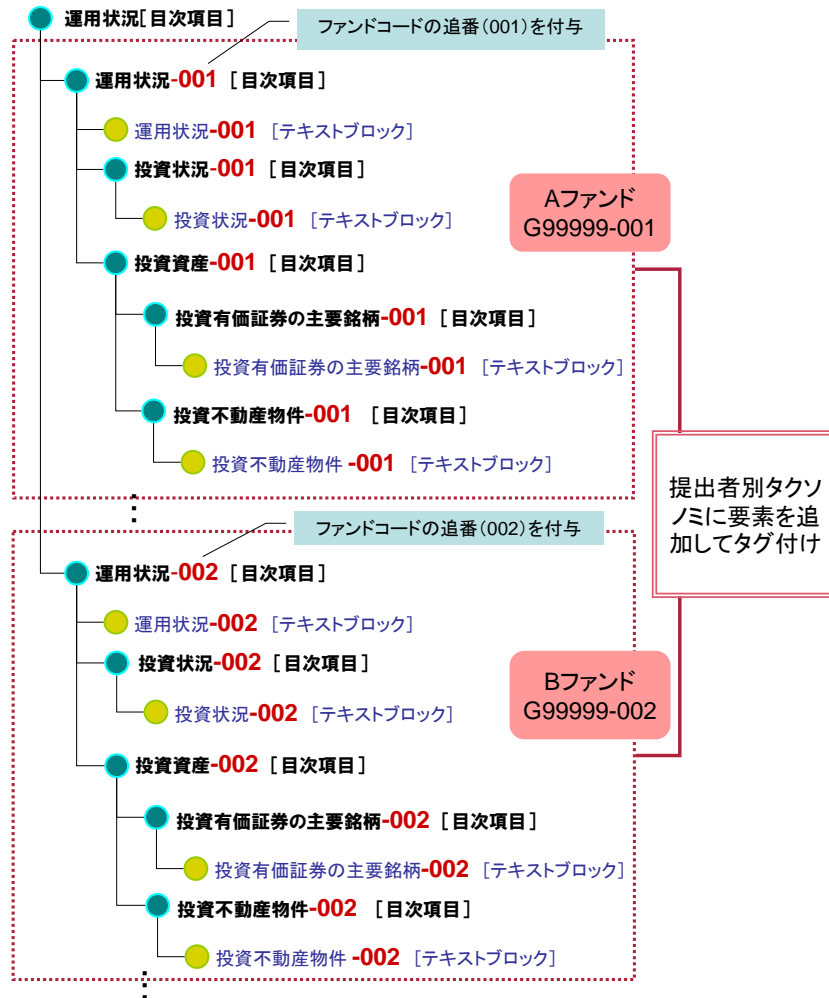 運用状況[目次項目]
ファンドコードの追番(001)を付与
運用状況-001 [目次項目]
運用状況-001 [テキストブロック]
投資状況-001 [目次項目]
投資状況-001 [テキストブロック]
Aファンド
G99999-001
投資資産-001 [目次項目]
投資有価証券の主要銘柄-001 [目次項目]
投資有価証券の主要銘柄-001 [テキストブロック]
投資不動産物件-001 [目次項目]
投資不動産物件 -001 [テキストブロック]
提出者別タクソ
ノミに要素を追
加してタグ付け
ファンドコードの追番(002)を付与
運用状況-002 [目次項目]
運用状況-002 [テキストブロック]
投資状況-002 [目次項目]
投資状況-002 [テキストブロック]
Bファンド
G99999-002
投資資産-002 [目次項目]
投資有価証券の主要銘柄-002 [目次項目]
投資有価証券の主要銘柄-002 [テキストブロック]
投資不動産物件-002 [目次項目]
投資不動産物件 -002 [テキストブロック]